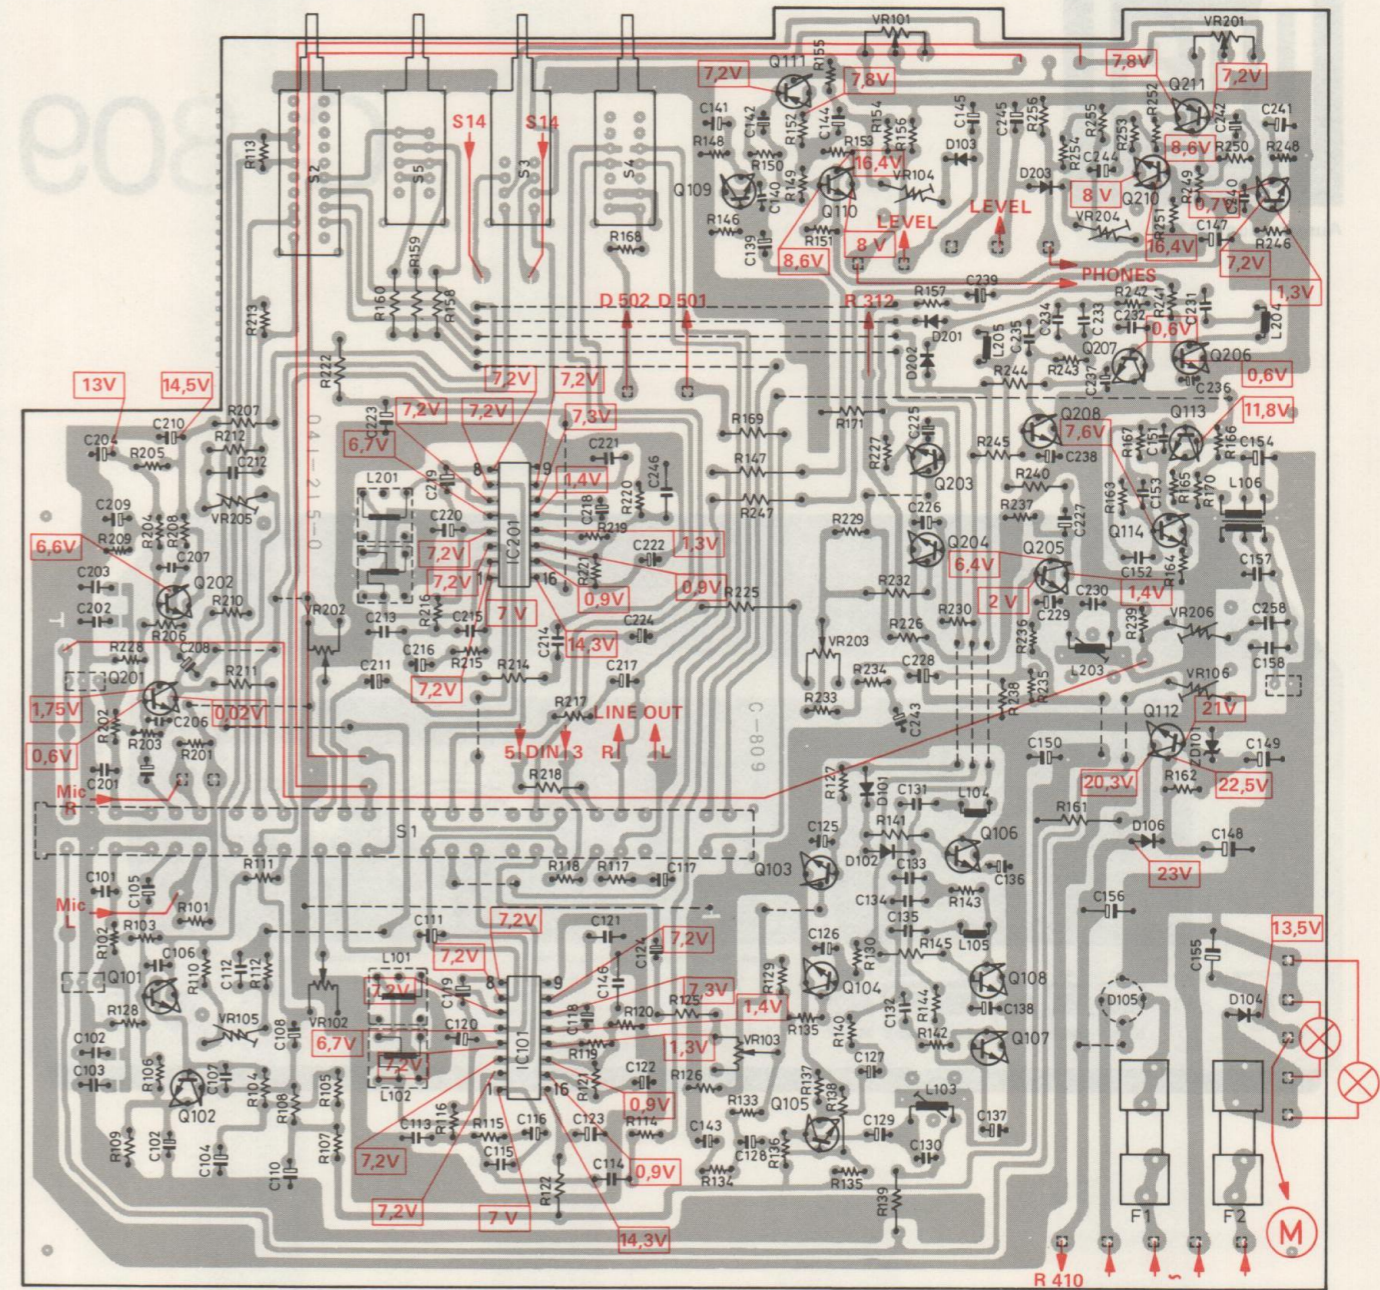 VR101
VR201
Q111
7,2V
R155
7,8V
7,8V
Q211
7,2V
C141
C142
R152
C144
R154
R156
C145
C245
R256
R255
R253
R252
C242
C241
S14
S14
R148
R150
R153
D103
R254
C244
8,6V
R250
R248
R113
S2
S5
S3
S4
Q109
C140
R149
16,4V
Q110
VR104
D203
8 V
Q210
R249
0,7V
C240
R146
C139
R151
LEVEL
LEVEL
VR204
R251
C147
R246
R159
R168
8,6V
8 V
16,4V
7,2V
PHONES
1,3V
R160
R158
D 502
D 501
R 312
R157
C239
R242
R241
C231
L204
R213
D201
L205
C235
C234
C233
C232
0,6V
R222
D202
R243
Q207
Q206
R244
C237
C236
0,6V
13V
14,5V
7,2V
7,2V
C210
R207
041-215-0
C223
7,2V
7,2V
7,3V
R169
R171
C225
Q208
7,6V
Q113
11,8V
C204
R212
R205
C212
6,7V
C221
R227
R245
C238
R167
C151
R166
C154
C219
8
9
1,4V
C246
R147
Q203
R240
R163
C153
R165
R170
L106
L201
R220
C218
VR205
C209
R204
R208
C220
R219
R247
R229
C226
R237
C227
Q114
R209
IC201
1,3V
Q204
Q205
6,6V
C207
7,2V
C222
6,4V
C152
R164
C157
C203
Q202
7,2V
1
16
R221
0,9V
R232
1,4V
C202
R210
VR202
R216
7 V
0,9V
R225
2 V
C229
C230
R206
C213
C215
C214
C224
VR203
R226
R230
R236
R239
VR206
C258
R228
C208
C216
R215
14,3V
C158
Q201
R211
C211
R214
C217
R234
C228
L203
1,75V
7,2V
R235
VR106
R202
C206
0,02V
R217
LINE OUT
R233
C243
R238
21V
0,6V
R203
R201
5 DIN 3
R
L
C-809
Q112
ZD101
C149
C201
C150
20,3V
22,5V
R218
R127
R162
Mic
R
D101
C131
L104
R161
S1
C125
R141
D106
Q106
C148
R111
Q103
D102
C133
C136
23V
C101
C105
R118
R117
C117
C134
R143
C156
Mic
L
R101
7,2V
C135
13,5V
R102
R103
C111
C121
C124
7,2V
C126
R130
L105
C155
C106
7,2V
R145
Q101
R110
C112
R112
L101
8
9
C146
R129
Q108
7,2V
C119
7,3V
Q104
D105
D104
R128
VR105
VR102
C118
R120
R125
1,4V
R135
C132
R144
C138
C108
6,7V
C120
VR103
R140
R142
C102
7,2V
IC101
R119
1,3V
Q107
C103
R106
C107
L102
R121
C122
R126
R137
C127
Q102
R104
R105
16
R138
L103
R108
R116
0,9V
R133
Q105
R109
R107
C113
R115
C116
C123
R114
C143
C128
R136
C129
C137
C102
C104
7,2V
C115
0,9V
C130
C110
C114
R134
R135
R122
R139
7,2V
7 V
14,3V
F1
F2
M
R 410
~